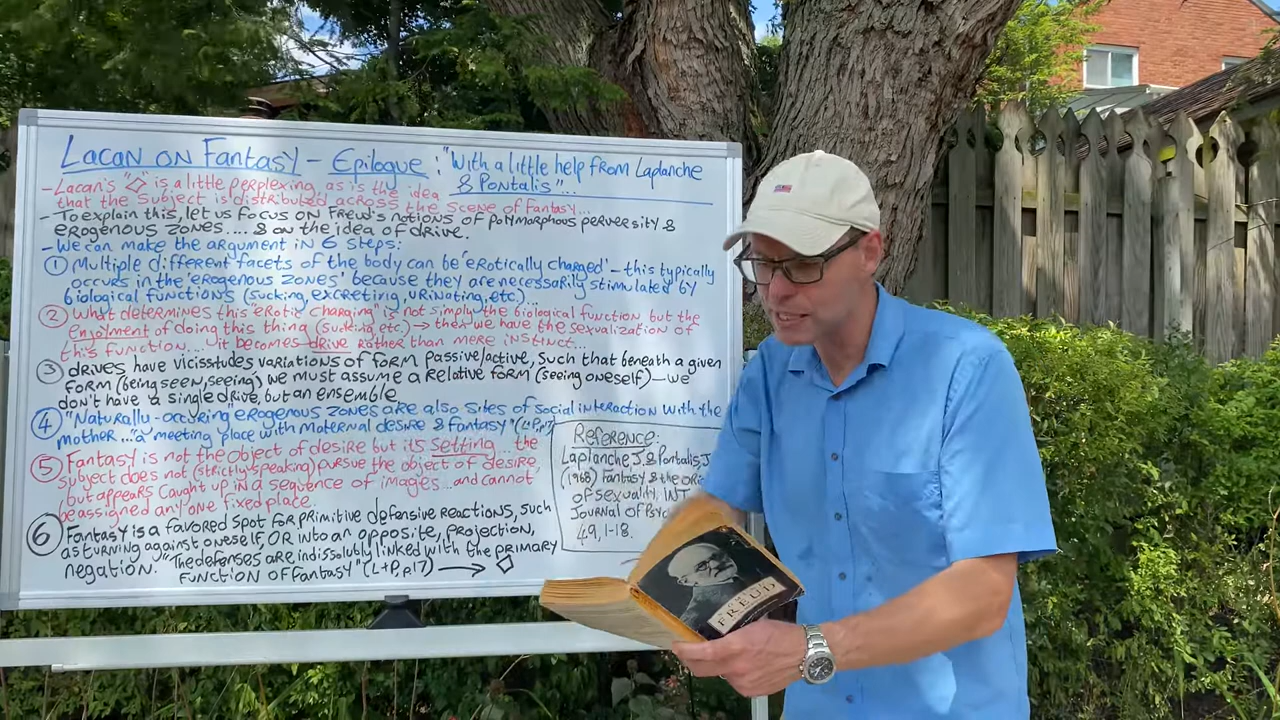 Lacan on Fantasy - Epilogue: "With a little help from Laplanche
& Pontalis"...
-Lacan's "◇" is a little perplexing, as is the idea
that the subject is distributed across the scene of fantasy...
-To explain this, let us focus on Freud's notions of polymorphous perversity &
erogenous zones.... & on the idea of drive.
-We can make the argument in 6 steps:
① Multiple different facets of the body can be 'erotically charged' - this typically
occurs in the 'erogenous zones' because they are necessarily stimulated by
biological functions (sucking, excreting, urinating, etc.)...
② What determines this "erotic charging" is not simply the biological function but the
enjoyment of doing this thing (sucking, etc) → then we have the sexualization of
this function... it becomes drive rather than mere instinct...
③ drives have vicissitudes variations of form passive/active, such that beneath a given
form (being seen, seeing) we must assume a relative form (seeing oneself) - we
don't have a single drive, but an ensemble
④ "Naturally-occuring" erogenous zones are also sites of social interaction with the
mother... "a meeting place with maternal desire & fantasy" (L+P,
⑤ Fantasy is not the object of desire but its setting... the
subject does not (strictly speaking) pursue the object of desire,
but appears caught up in a sequence of images... and cannot
be assigned any one fixed place.
⑥ Fantasy is a favored spot for primitive defensive reactions, such
as turning against oneself, or into an opposite, projection,
negation. "The defenses are indissolubly linked with the primary
function of fantasy" (L+P, p.17) → ◇
Reference:
Laplanche, J. & Pontalis, J
(1968) Fantasy & the ori
of sexuality, INT
Journal of Psyc
49, 1-18.
FREUD